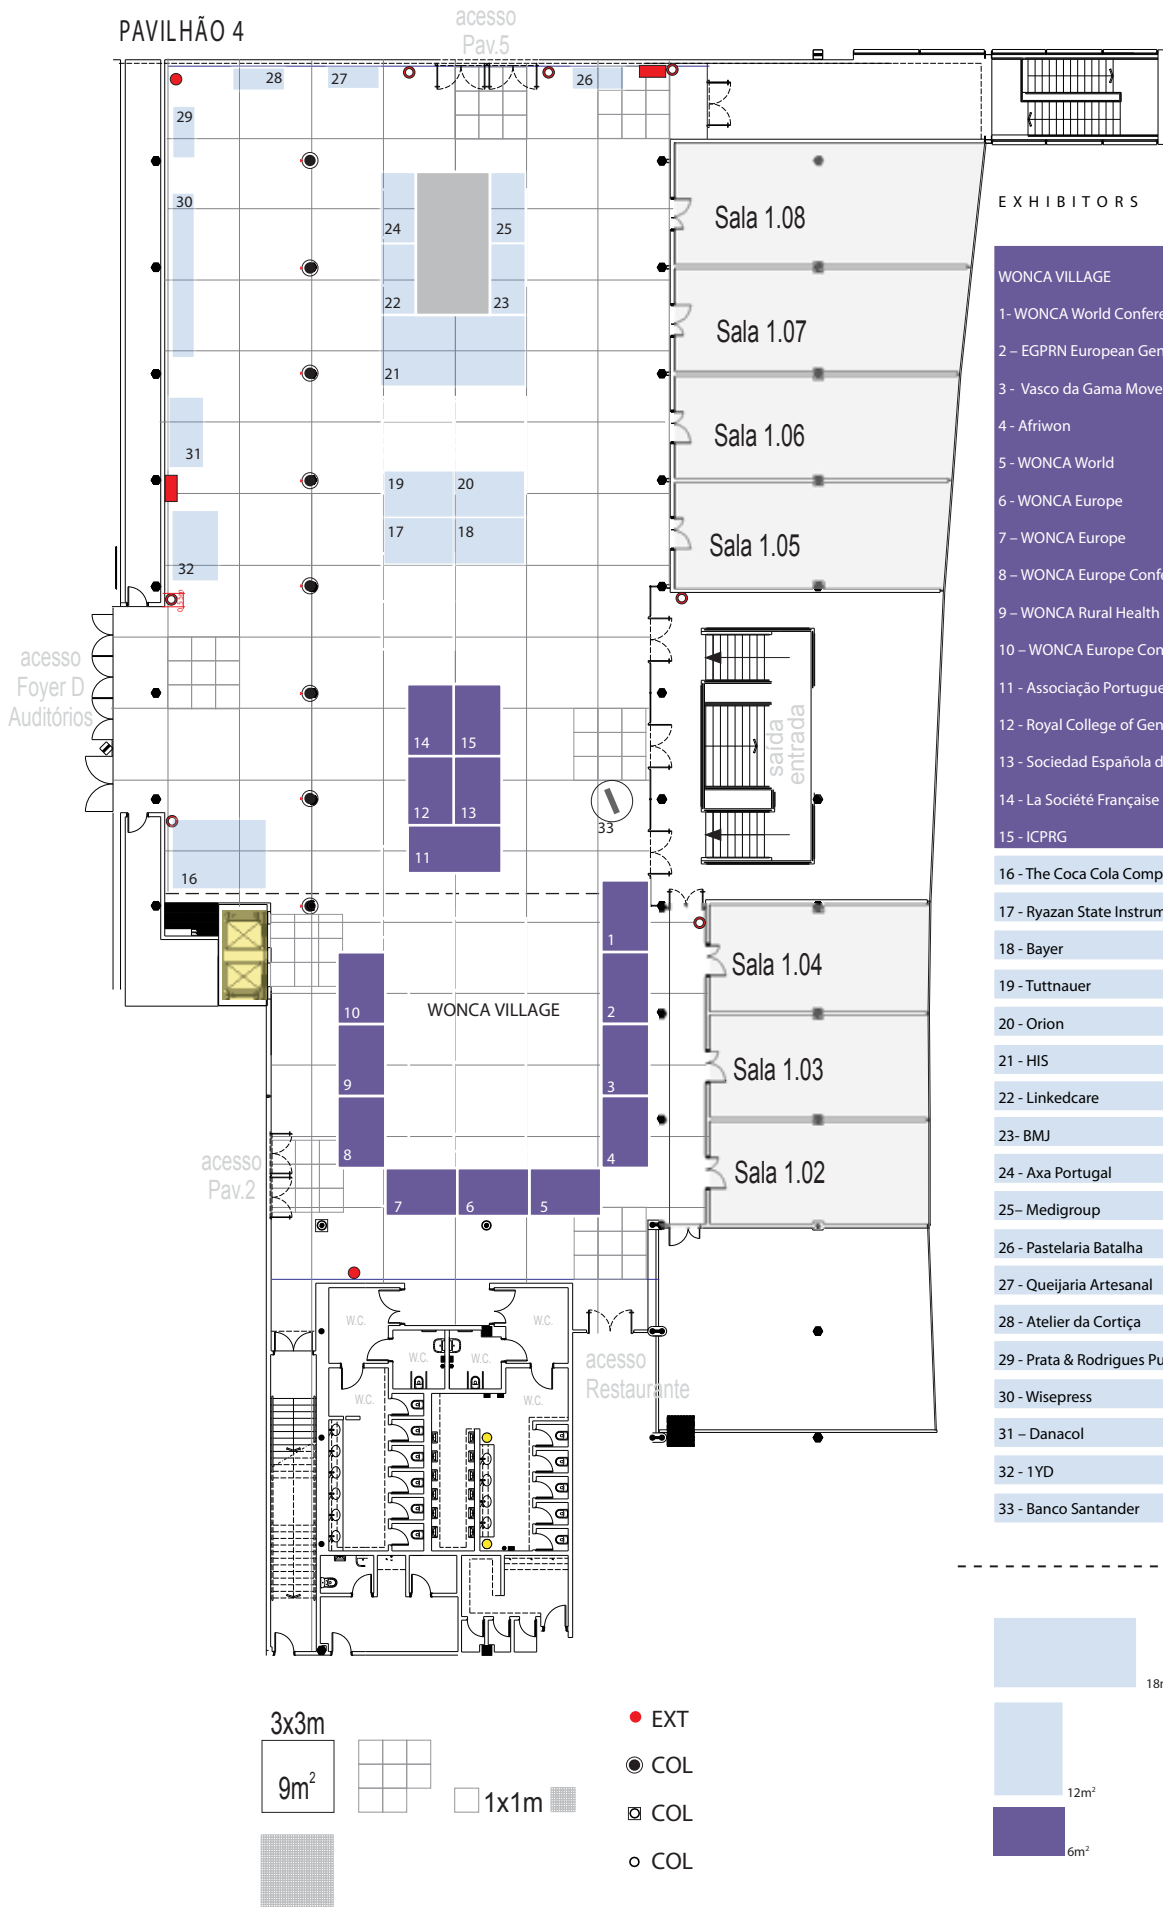 PAVILHÃO 4
acesso
Pav.5
28
27
26
29
30
24
25
22
23
21
31
19
20
17
18
32
Sala 1.08
Sala 1.07
Sala 1.06
Sala 1.05
acesso
Foyer D
Auditórios
saída
entrada
14
15
12
13
11
33
16
1
2
3
4
10
9
8
WONCA VILLAGE
7
6
5
Sala 1.04
Sala 1.03
Sala 1.02
acesso
Pav.2
W.C.
W.C.
W.C.
W.C.
W.C.
W.C.
acesso
Restaurante
EXHIBITORS
WONCA VILLAGE
1- WONCA World Confere
2 – EGPRN European Gen
3 - Vasco da Gama Move
4 - Afriwon
5 - WONCA World
6 - WONCA Europe
7 – WONCA Europe
8 – WONCA Europe Confe
9 – WONCA Rural Health
10 – WONCA Europe Con
11 - Associação Portugue
12 - Royal College of Gen
13 - Sociedad Española d
14 - La Société Française
15 - ICPRG
16 - The Coca Cola Comp
17 - Ryazan State Instrum
18 - Bayer
19 - Tuttnauer
20 - Orion
21 - HIS
22 - Linkedcare
23- BMJ
24 - Axa Portugal
25– Medigroup
26 - Pastelaria Batalha
27 - Queijaria Artesanal
28 - Atelier da Cortiça
29 - Prata & Rodrigues Pu
30 - Wisepress
31 – Danacol
32 - 1YD
33 - Banco Santander
18m
12m²
6m²
3x3m
9m²
1x1m
EXT
COL
COL
COL